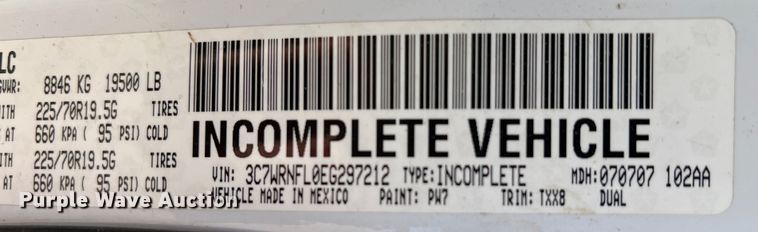 LC
GVWR: 8846 KG 19500 LB
WITH 225/70R19.5G TIRES
AT 660 KPA ( 95 PSI) COLD
WITH 225/70R19.5G TIRES
AT 660 KPA ( 95 PSI) COLD
INCOMPLETE VEHICLE
VIN: 3C7WRNFL0EG297212 TYPE: INCOMPLETE MDH: 070707 102AA
VEHICLE MADE IN MEXICO PAINT: PW7 TRIM: TXX8 DUAL
Purple Wave Auction